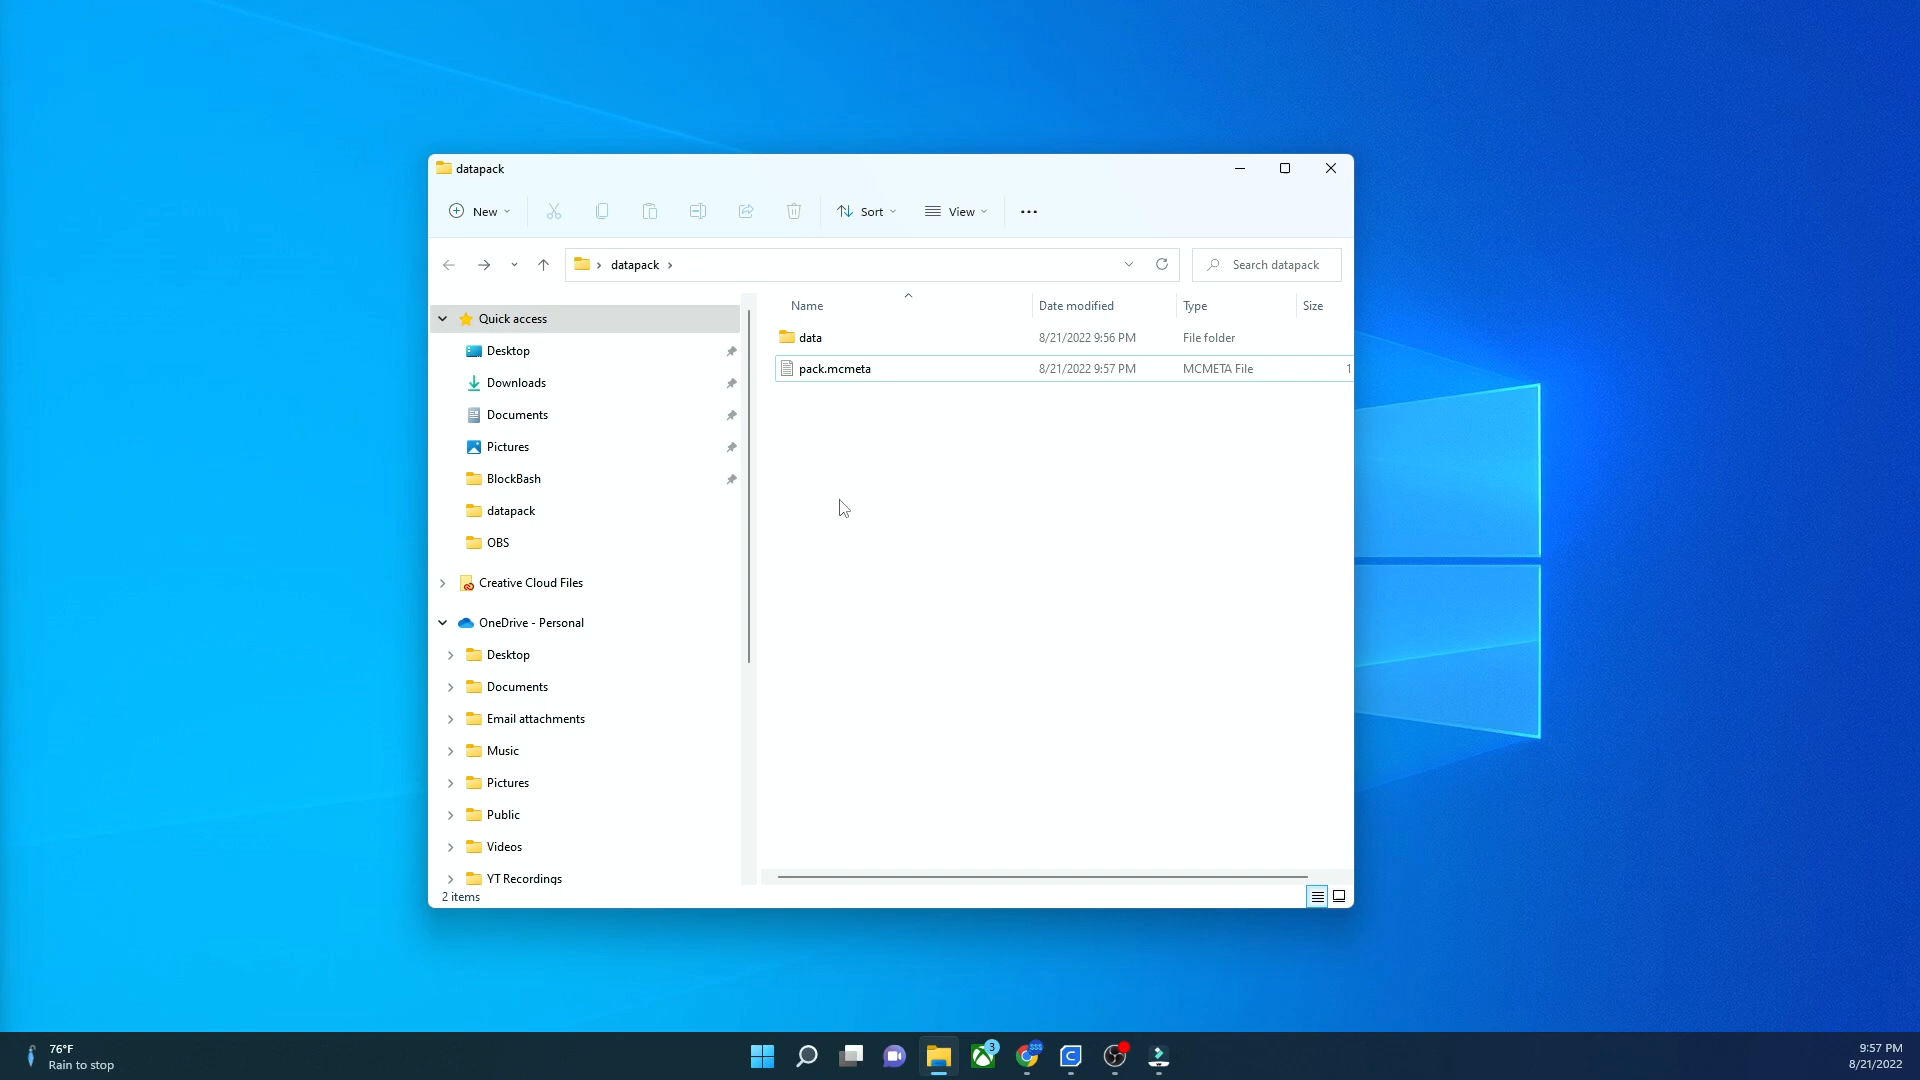 datapack
New
Sort
View
datapack
Search datapack
Name
Date modified
Type
Size
Quick access
Desktop
Downloads
Documents
Pictures
BlockBash
datapack
OBS
Creative Cloud Files
OneDrive - Personal
Desktop
Documents
Email attachments
Music
Pictures
Public
Videos
YT Recordings
data 8/21/2022 9:56 PM File folder
pack.mcmeta 8/21/2022 9:57 PM MCMETA File 1
2 items
76°F
Rain to stop
3
9:57 PM
8/21/2022